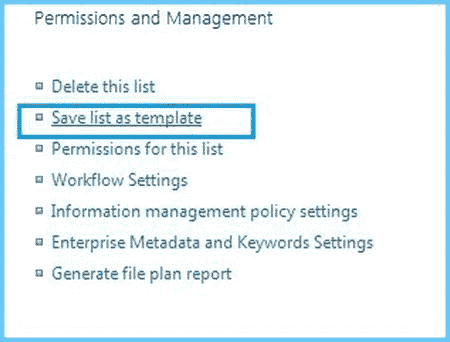 Permissions and Management
Delete this list
Save list as template
Permissions for this list
Workflow Settings
Information management policy settings
Enterprise Metadata and Keywords Settings
Generate file plan report